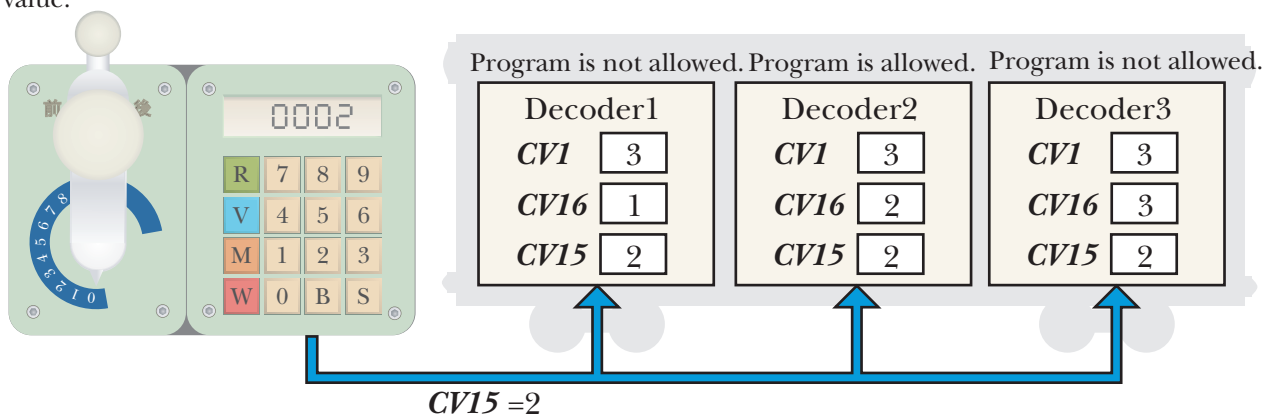 value.
Program is not allowed. Program is allowed. Program is not allowed.
前 後
0002
R 7 8 9
V 4 5 6
M 1 2 3
W 0 B S
0 1 2 3 4 5 6 7 8
Decoder1
CV1 3
CV16 1
CV15 2
Decoder2
CV1 3
CV16 2
CV15 2
Decoder3
CV1 3
CV16 3
CV15 2
CV15 =2